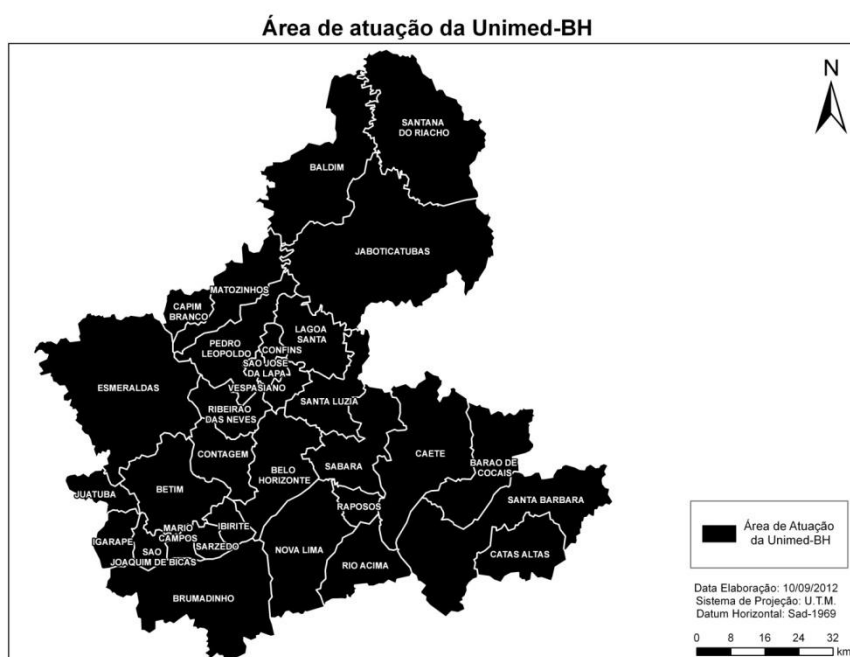 Área de atuação da Unimed-BH
N
SANTANA
DO RIACHO
BALDIM
JABOTICATUBAS
MATOZINHOS
CAPIM
BRANCO
LAGOA
SANTA
PEDRO
LEOPOLDO
CONFINS
SAO JOSE
DA LAPA
ESMERALDAS
VESPASIANO
SANTA LUZIA
RIBEIRAO
DAS NEVES
CONTAGEM
CAETE
BELO
HORIZONTE
SABARA
BARAO DE
COCAIS
JUATUBA
BETIM
SANTA BARBARA
RAPOSOS
MARIO
CAMPOS
IBIRITE
IGARAPE
SAO
JOAQUIM DE BICAS
SARZEDO
NOVA LIMA
RIO ACIMA
CATAS ALTAS
BRUMADINHO
Área de Atuação
da Unimed-BH
Data Elaboração: 10/09/2012
Sistema de Projeção: U.T.M.
Datum Horizontal: Sad-1969
0 8 16 24 32
km